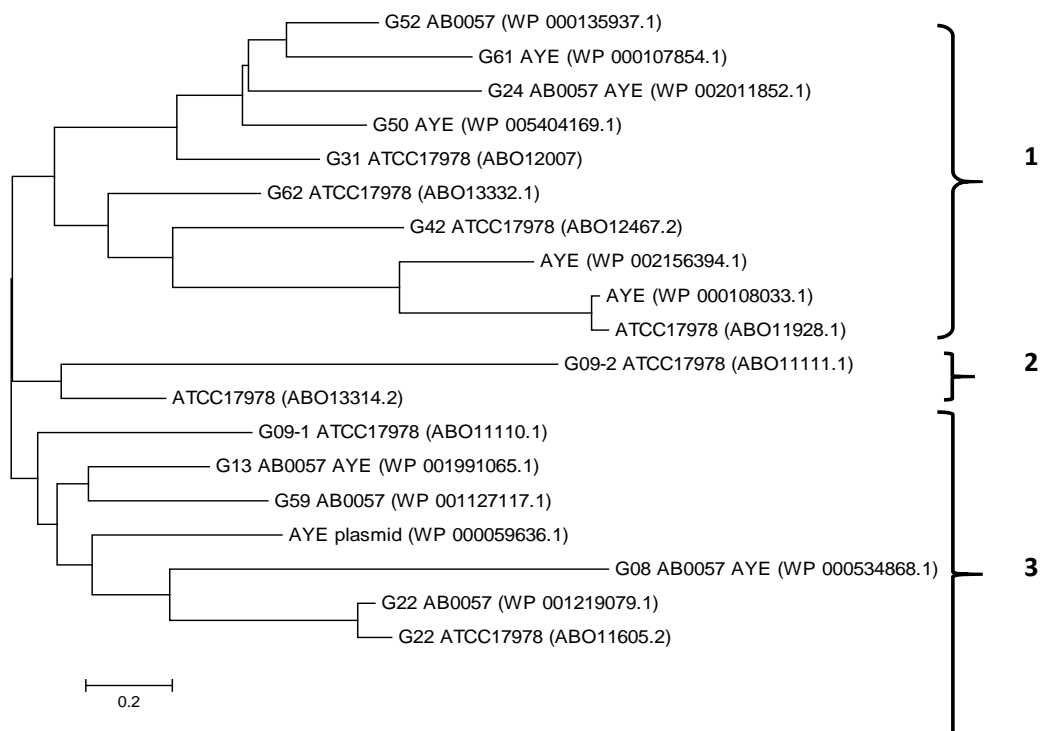 G52 AB0057 (WP 000135937.1)
G61 AYE (WP 000107854.1)
G24 AB0057 AYE (WP 002011852.1)
G50 AYE (WP 005404169.1)
G31 ATCC17978 (ABO12007)
1
G62 ATCC17978 (ABO13332.1)
G42 ATCC17978 (ABO12467.2)
AYE (WP 002156394.1)
AYE (WP 000108033.1)
ATCC17978 (ABO11928.1)
G09-2 ATCC17978 (ABO11111.1)
2
ATCC17978 (ABO13314.2)
G09-1 ATCC17978 (ABO11110.1)
G13 AB0057 AYE (WP 001991065.1)
G59 AB0057 (WP 001127117.1)
AYE plasmid (WP 000059636.1)
G08 AB0057 AYE (WP 000534868.1)
3
G22 AB0057 (WP 001219079.1)
G22 ATCC17978 (ABO11605.2)
0.2